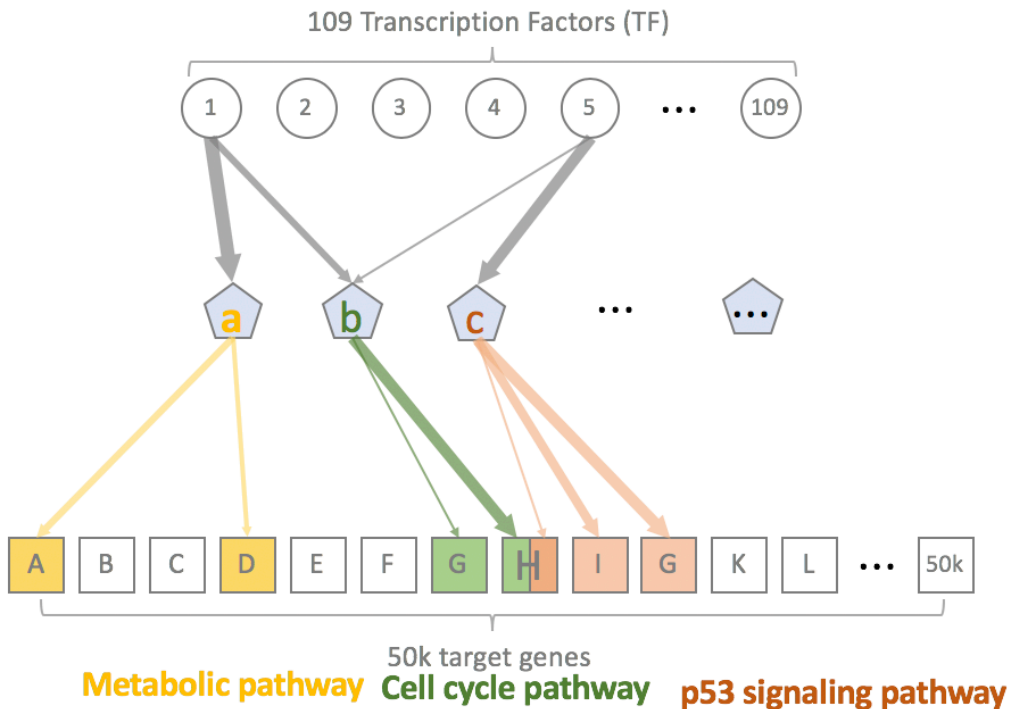 109 Transcription Factors (TF)
1 2 3 4 5 ... 109
a b c ... ...
A B C D E F G H I G K L ... 50k
50k target genes
Metabolic pathway Cell cycle pathway p53 signaling pathway